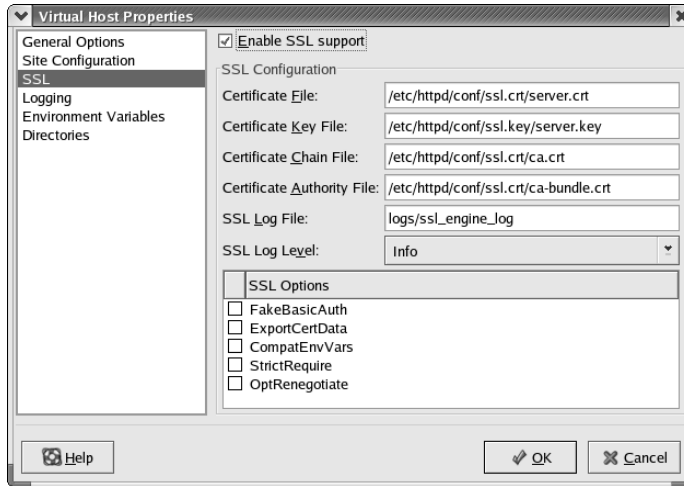 Virtual Host Properties
General Options
Site Configuration
SSL
Logging
Environment Variables
Directories
Enable SSL support
SSL Configuration
Certificate File: /etc/httpd/conf/ssl.crt/server.crt
Certificate Key File: /etc/httpd/conf/ssl.key/server.key
Certificate Chain File: /etc/httpd/conf/ssl.crt/ca.crt
Certificate Authority File: /etc/httpd/conf/ssl.crt/ca-bundle.crt
SSL Log File: logs/ssl_engine_log
SSL Log Level: Info
SSL Options
FakeBasicAuth
ExportCertData
CompatEnvVars
StrictRequire
OptRenegotiate
Help OK Cancel